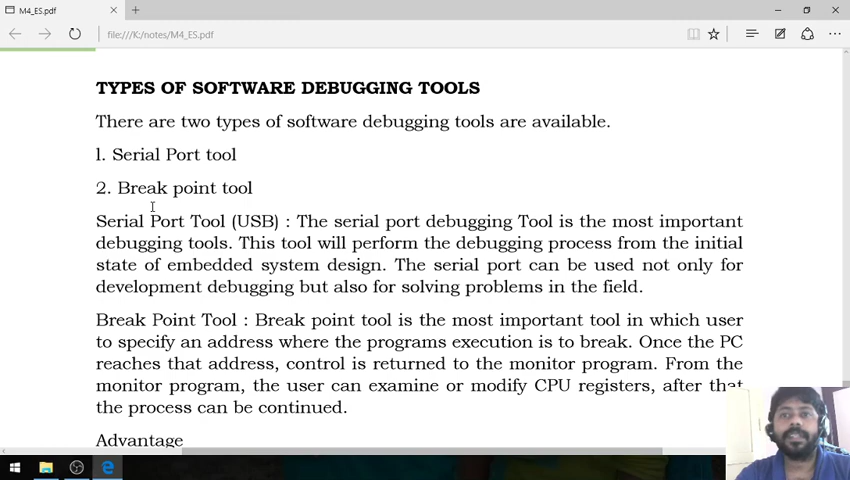 M4_ES.pdf
file:///K:/notes/M4_ES.pdf
TYPES OF SOFTWARE DEBUGGING TOOLS
There are two types of software debugging tools are available.
l. Serial Port tool
2. Break point tool
Serial Port Tool (USB) : The serial port debugging Tool is the most important
debugging tools. This tool will perform the debugging process from the initial
state of embedded system design. The serial port can be used not only for
development debugging but also for solving problems in the field.
Break Point Tool : Break point tool is the most important tool in which user
to specify an address where the programs execution is to break. Once the PC
reaches that address, control is returned to the monitor program. From the
monitor program, the user can examine or modify CPU registers, after that
the process can be continued.
Advantage